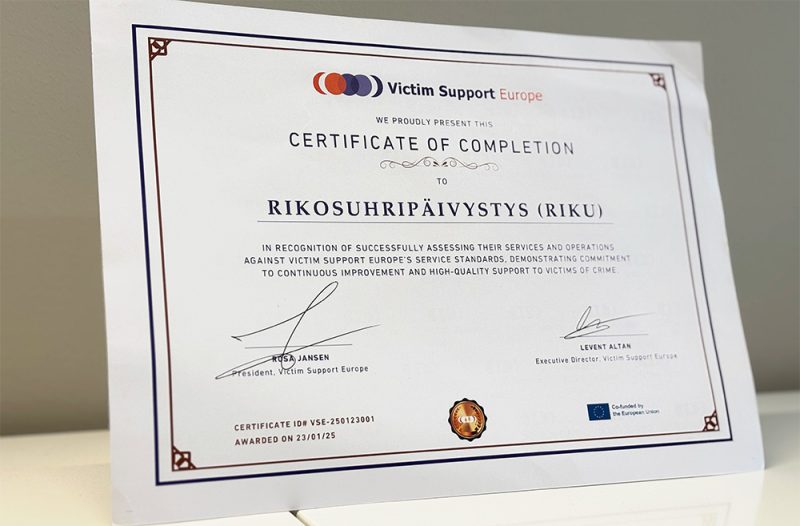 Victim Support Europe
WE PROUDLY PRESENT THIS
CERTIFICATE OF COMPLETION
TO
RIKOSUHRIPÄIVYSTYS (RIKU)
IN RECOGNITION OF SUCCESSFULLY ASSESSING THEIR SERVICES AND OPERATIONS
AGAINST VICTIM SUPPORT EUROPE'S SERVICE STANDARDS, DEMONSTRATING COMMITMENT
TO CONTINUOUS IMPROVEMENT AND HIGH-QUALITY SUPPORT TO VICTIMS OF CRIME.
ROSA JANSEN
President, Victim Support Europe
LEVENT ALTAN
Executive Director, Victim Support Europe
CERTIFICATE ID# VSE-250123001
AWARDED ON 23/01/25
Co-funded by
the European Union